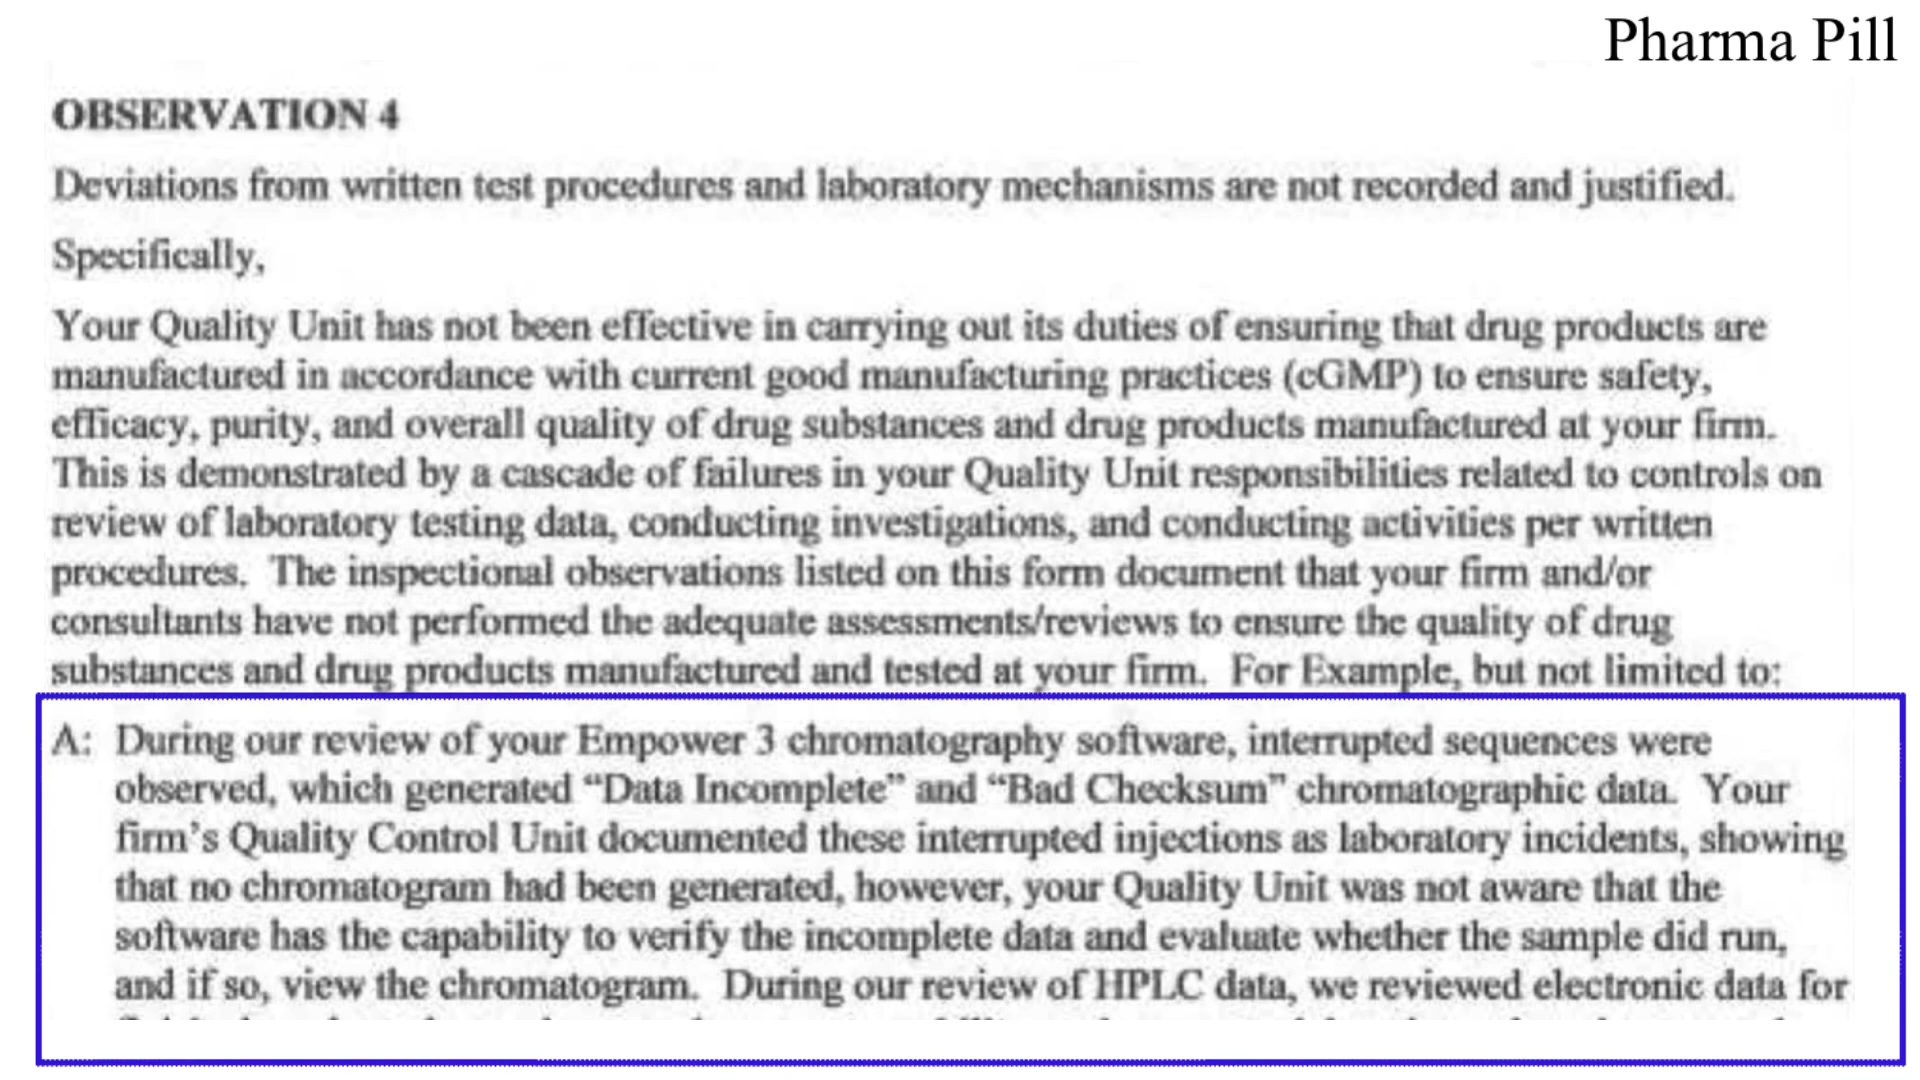 Pharma Pill
OBSERVATION 4
Deviations from written test procedures and laboratory mechanisms are not recorded and justified.
Specifically,
Your Quality Unit has not been effective in carrying out its duties of ensuring that drug products are
manufactured in accordance with current good manufacturing practices (cGMP) to ensure safety,
efficacy, purity, and overall quality of drug substances and drug products manufactured at your firm.
This is demonstrated by a cascade of failures in your Quality Unit responsibilities related to controls on
review of laboratory testing data, conducting investigations, and conducting activities per written
procedures. The inspectional observations listed on this form document that your firm and/or
consultants have not performed the adequate assessments/reviews to ensure the quality of drug
substances and drug products manufactured and tested at your firm. For Example, but not limited to:
A: During our review of your Empower 3 chromatography software, interrupted sequences were
observed, which generated “Data Incomplete” and “Bad Checksum” chromatographic data. Your
firm’s Quality Control Unit documented these interrupted injections as laboratory incidents, showing
that no chromatogram had been generated, however, your Quality Unit was not aware that the
software has the capability to verify the incomplete data and evaluate whether the sample did run,
and if so, view the chromatogram. During our review of HPLC data, we reviewed electronic data for